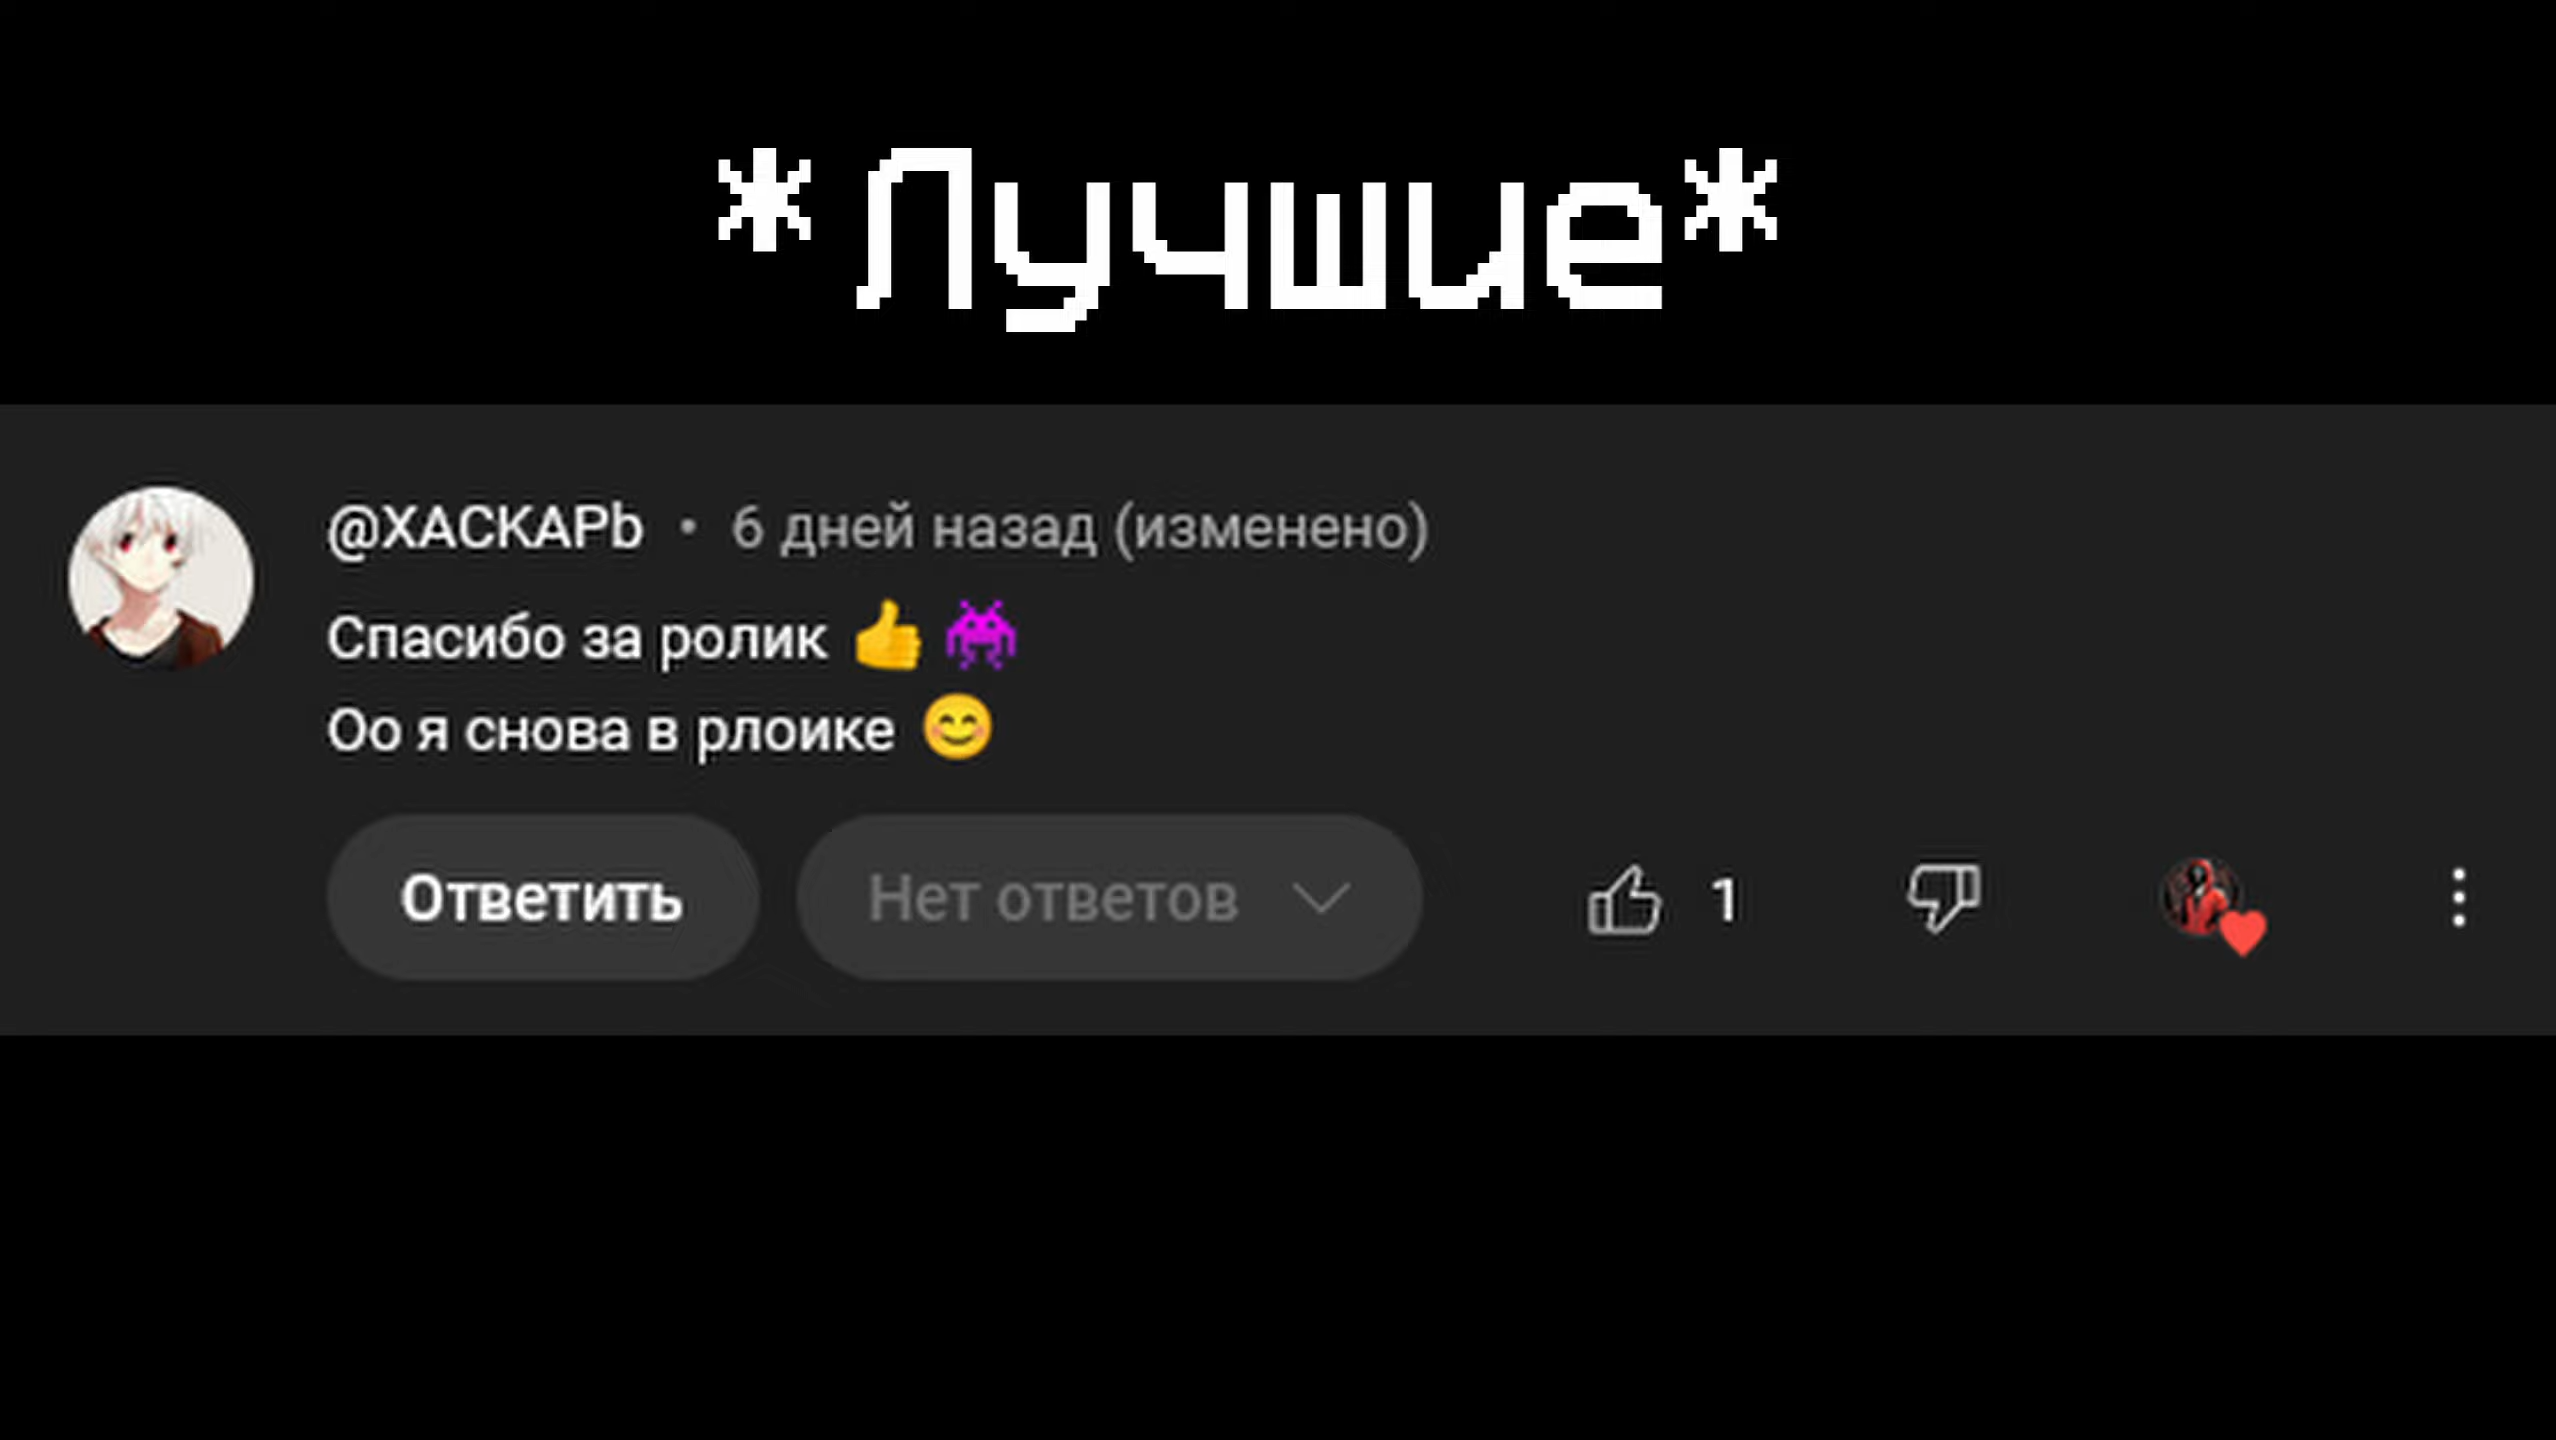 *Лучшие*
@XACKAPb • 6 дней назад (изменено)
Спасибо за ролик 👍 👾
Оо я снова в рлоике 😊
Ответить Нет ответов 1